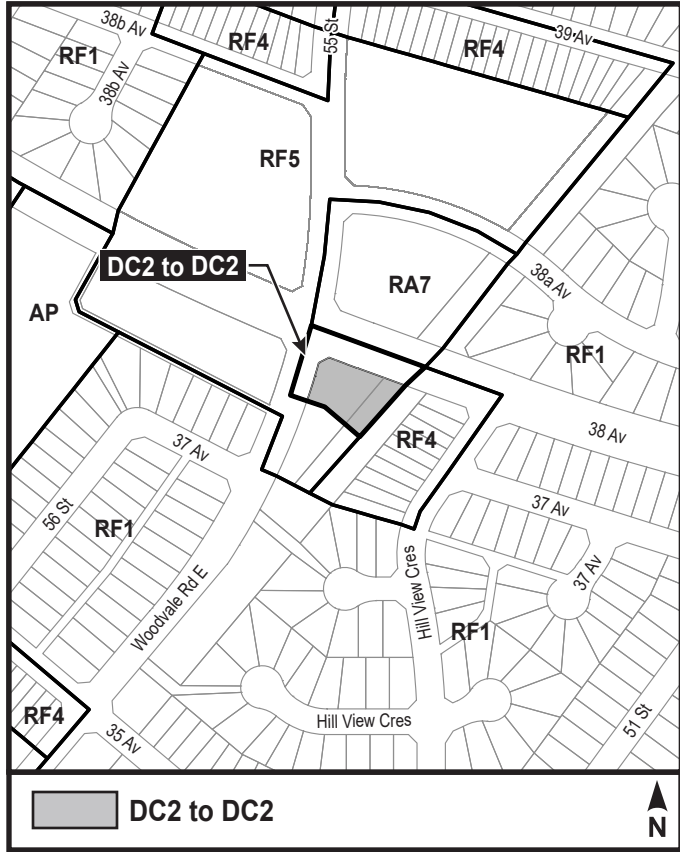 38b Av
RF4
55 St
RF4
39 Av
RF1
38b Av
RF5
DC2 to DC2
RA7
38a Av
AP
RF1
RF4
38 Av
37 Av
37 Av
56 St
RF1
37 Av
Hill View Cres
Woodvale Rd E
RF1
RF4
Hill View Cres
51 St
35 Av
DC2 to DC2
N